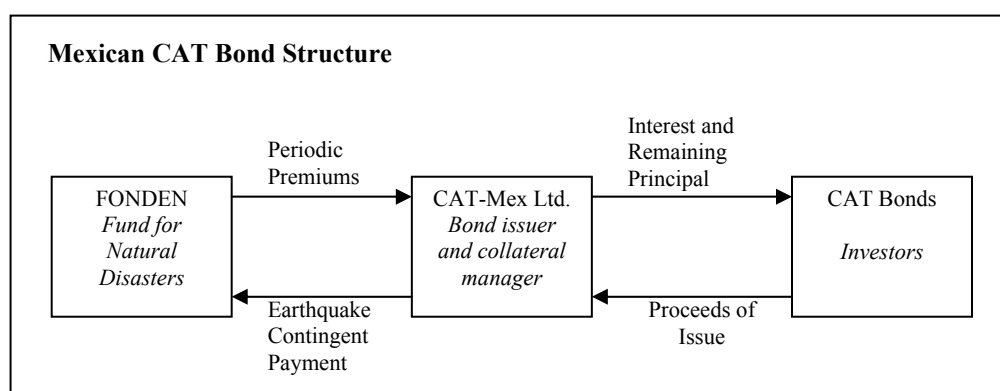 Mexican CAT Bond Structure
Periodic
Premiums
Interest and
Remaining
Principal
FONDEN
Fund for
Natural
Disasters
CAT-Mex Ltd.
Bond issuer
and collateral
manager
CAT Bonds
Investors
Earthquake
Contingent
Payment
Proceeds of
Issue